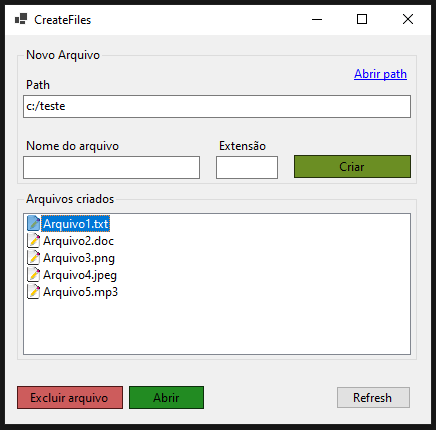 CreateFiles
Novo Arquivo
Abrir path
Path
c:/teste
Nome do arquivo
Extensão
Criar
Arquivos criados
Arquivo1.txt
Arquivo2.doc
Arquivo3.png
Arquivo4.jpeg
Arquivo5.mp3
Excluir arquivo
Abrir
Refresh